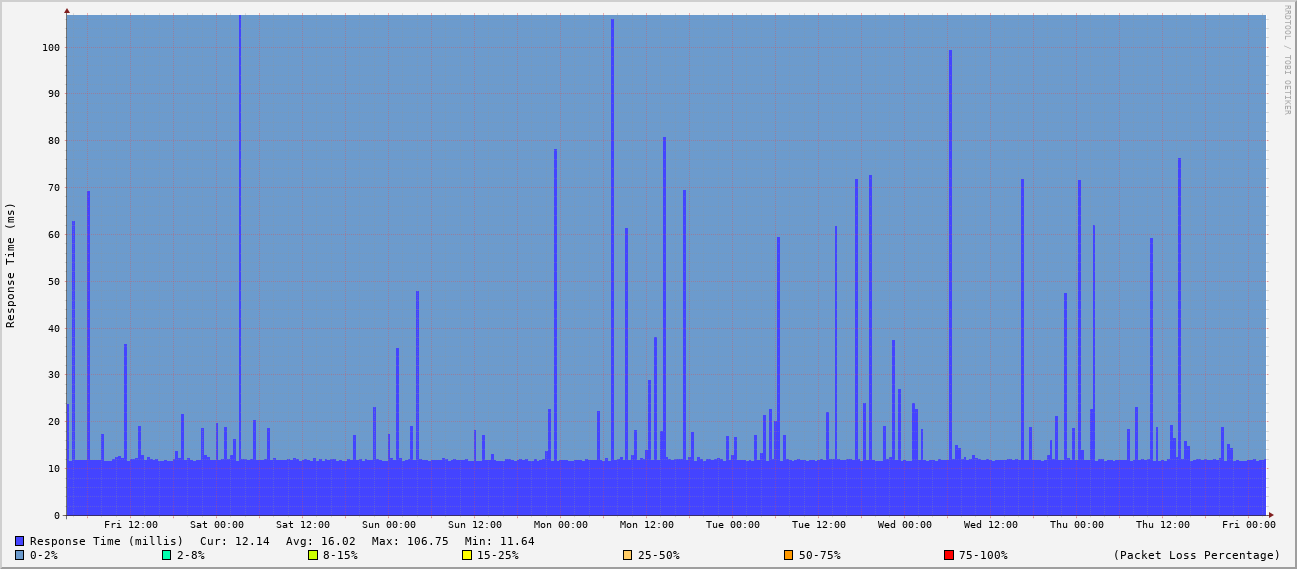 RRDTOOL / TOBI OETIKER
Response Time (ms)
100
90
80
70
60
50
40
30
20
10
0
Fri 12:00 Sat 00:00 Sat 12:00 Sun 00:00 Sun 12:00 Mon 00:00 Mon 12:00 Tue 00:00 Tue 12:00 Wed 00:00 Wed 12:00 Thu 00:00 Thu 12:00 Fri 00:00
Response Time (millis) Cur: 12.14 Avg: 16.02 Max: 106.75 Min: 11.64
0-2% 2-8% 8-15% 15-25% 25-50% 50-75% 75-100% (Packet Loss Percentage)